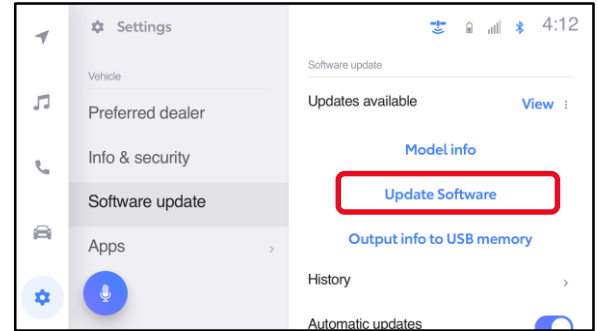 Settings
4:12
Vehicle
Preferred dealer
Info & security
Software update
Apps
Software update
Updates available
View
Model info
Update Software
Output info to USB memory
History
Automatic updates